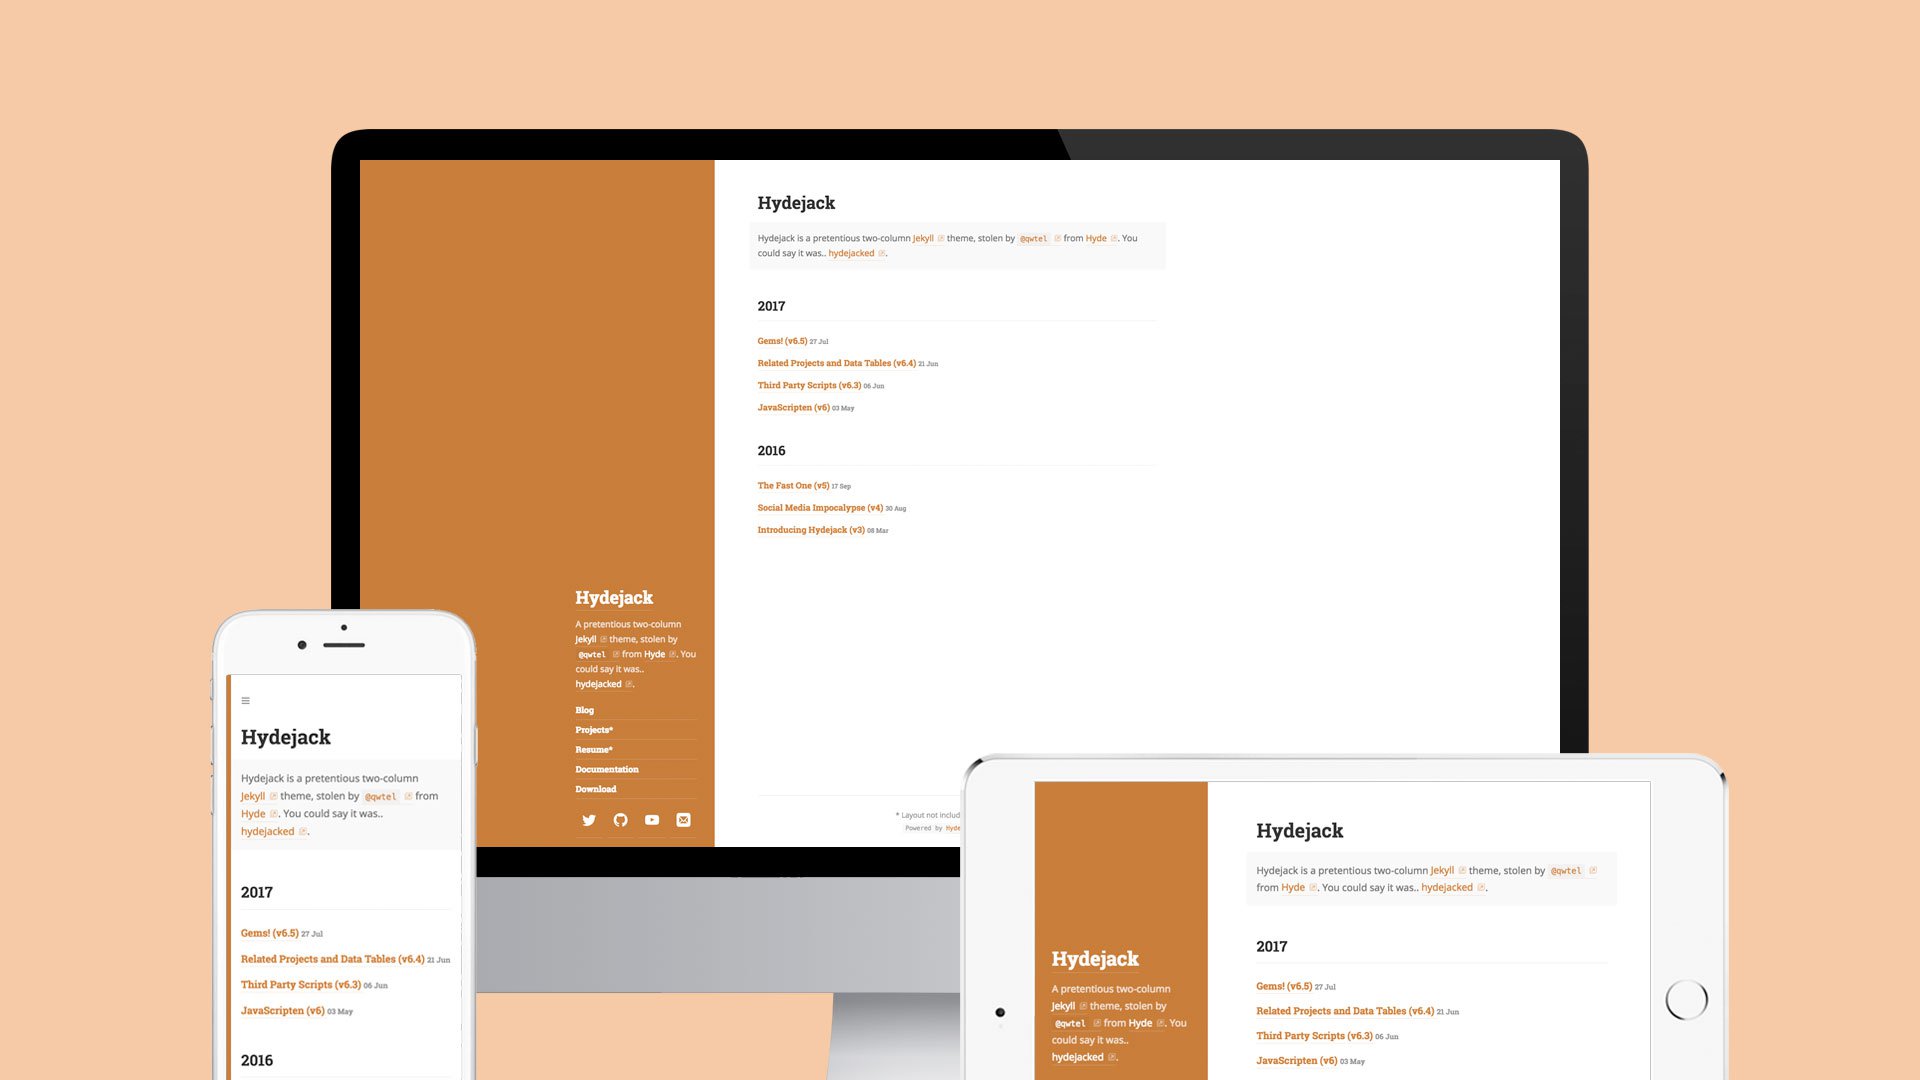 Hydejack
Hydejack is a pretentious two-column Jekyll theme, stolen by @qwtel from Hyde. You
could say it was.. hydejacked.
2017
Gems! (v6.5) 27 Jul
Related Projects and Data Tables (v6.4) 21 Jun
Third Party Scripts (v6.3) 06 Jun
JavaScripten (v6) 03 May
2016
The Fast One (v5) 17 Sep
Social Media Impocalypse (v4) 30 Aug
Introducing Hydejack (v3) 08 Mar
Hydejack
A pretentious two-column
Jekyll theme, stolen by
@qwtel from Hyde. You
could say it was..
hydejacked.
Blog
Projects*
Resume*
Documentation
Download
* Layout not includ
Powered by Hyde
Hydejack
Hydejack is a pretentious two-column
Jekyll theme, stolen by @qwtel from
Hyde. You could say it was..
hydejacked.
2017
Gems! (v6.5) 27 Jul
Related Projects and Data Tables (v6.4) 21 Jun
Third Party Scripts (v6.3) 06 Jun
JavaScripten (v6) 03 May
2016
Hydejack
A pretentious two-column
Jekyll theme, stolen by
@qwtel from Hyde. You
could say it was..
hydejacked.
Hydejack
Hydejack is a pretentious two-column Jekyll theme, stolen by @qwtel
from Hyde. You could say it was.. hydejacked.
2017
Gems! (v6.5) 27 Jul
Related Projects and Data Tables (v6.4) 21 Jun
Third Party Scripts (v6.3) 06 Jun
JavaScripten (v6) 03 May